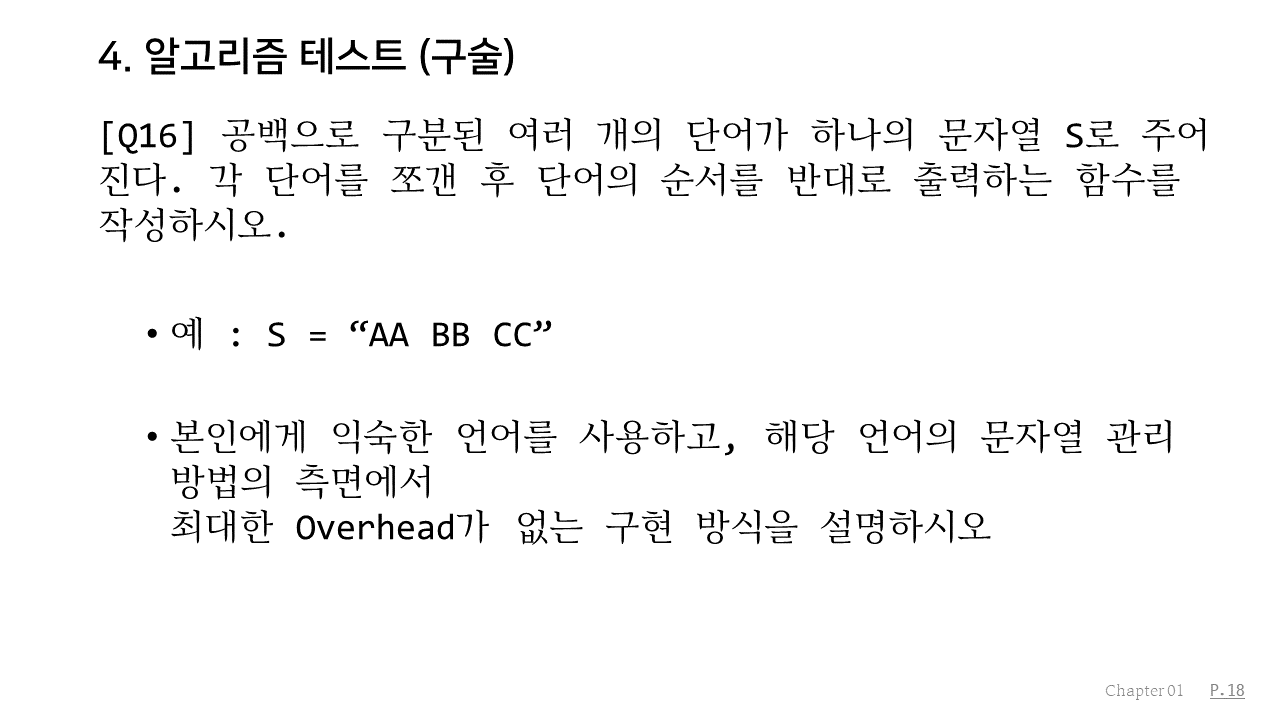 4. 알고리즘 테스트 (구술)
[Q16] 공백으로 구분된 여러 개의 단어가 하나의 문자열 S로 주어
진다. 각 단어를 쪼갠 후 단어의 순서를 반대로 출력하는 함수를
작성하시오.
• 예 : S = “AA BB CC”
• 본인에게 익숙한 언어를 사용하고, 해당 언어의 문자열 관리
방법의 측면에서
최대한 Overhead가 없는 구현 방식을 설명하시오
Chapter 01 P.18